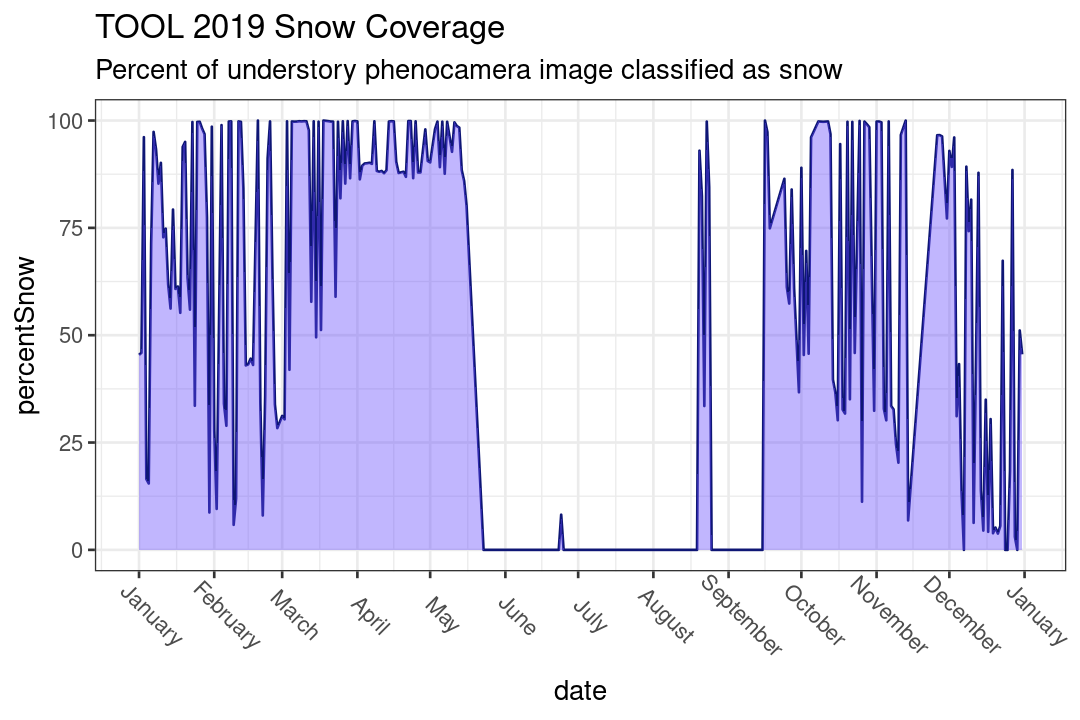 TOOL 2019 Snow Coverage
Percent of understory phenocamera image classified as snow
percentSnow
100
75
50
25
0
January
February
March
April
May
June
July
August
September
October
November
December
January
date